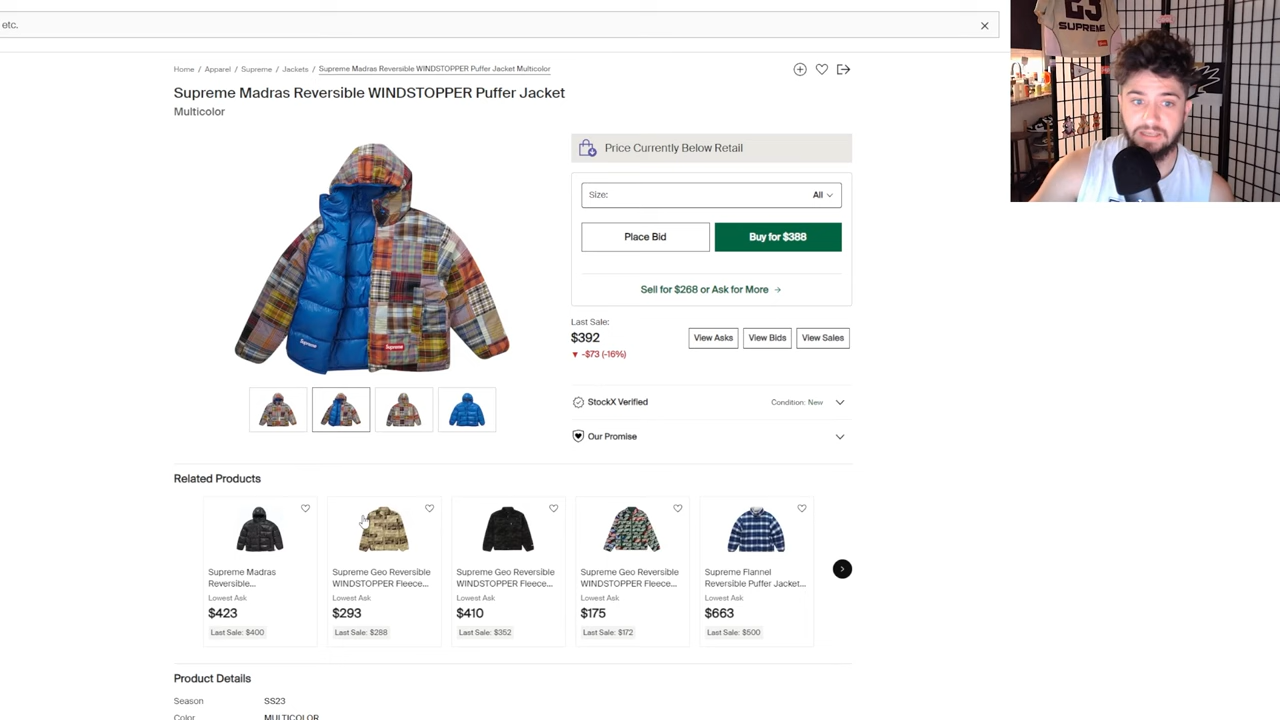 etc.
23
SUPREME
Home / Apparel / Supreme / Jackets / Supreme Madras Reversible WINDSTOPPER Puffer Jacket Multicolor
Supreme Madras Reversible WINDSTOPPER Puffer Jacket
Multicolor
Price Currently Below Retail
Size: All
Place Bid Buy for $388
Sell for $268 or Ask for More →
Last Sale:
$392
▼ -$73 (-16%)
View Asks View Bids View Sales
Supreme
Supreme
StockX Verified Condition: New
Our Promise
Related Products
Supreme Madras
Reversible...
Lowest Ask
$423
Last Sale: $400
Supreme Geo Reversible
WINDSTOPPER Fleece...
Lowest Ask
$293
Last Sale: $288
Supreme Geo Reversible
WINDSTOPPER Fleece...
Lowest Ask
$410
Last Sale: $352
Supreme Geo Reversible
WINDSTOPPER Fleece...
Lowest Ask
$175
Last Sale: $172
Supreme Flannel
Reversible Puffer Jacket...
Lowest Ask
$663
Last Sale: $500
Product Details
Season SS23
Color MULTICOLOR